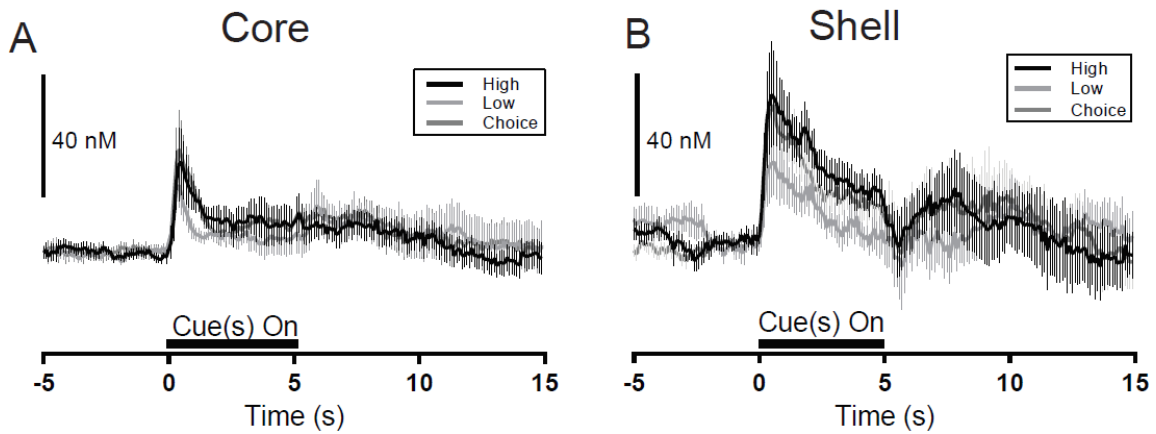 A
Core
40 nM
High
Low
Choice
Cue(s) On
-5 0 5 10 15
Time (s)
B
Shell
40 nM
High
Low
Choice
Cue(s) On
-5 0 5 10 15
Time (s)